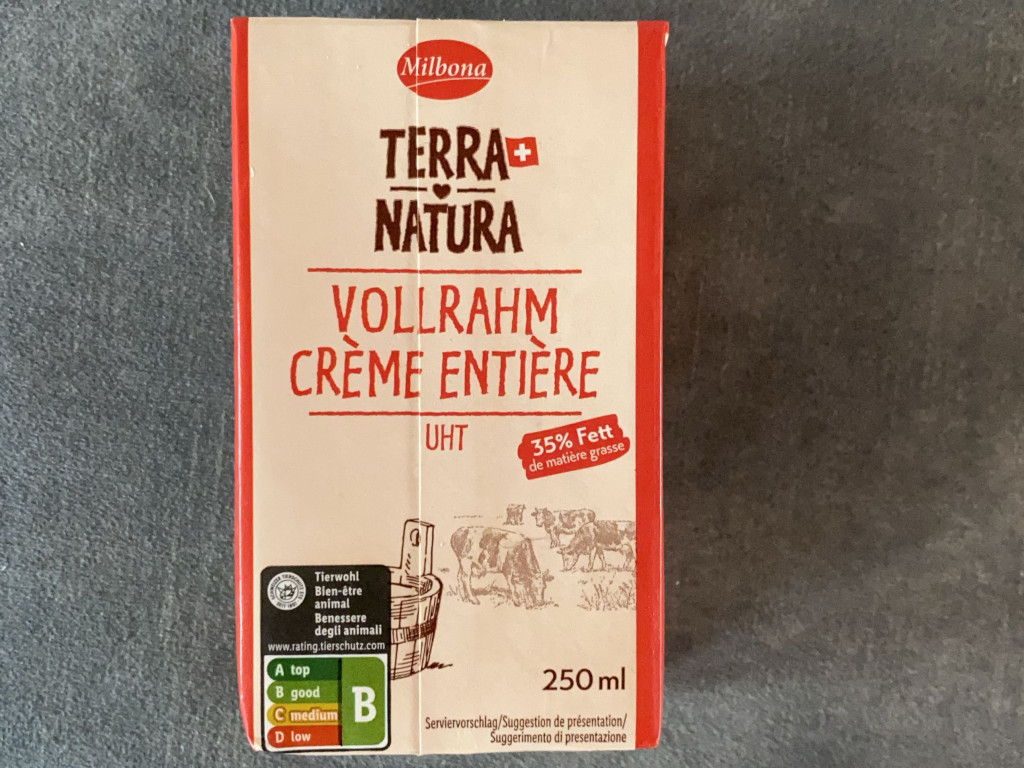 Milbona
TERRA
NATURA
VOLLRAHM
CRÈME ENTIÈRE
UHT
35% Fett
de matière grasse
Tierwohl
Bien-être
animal
Benessere
degli animali
www.rating.tierschutz.com
A top
B good
C medium
D low
B
250 ml
Serviervorschlag/Suggestion de présentation/
Suggerimento di presentazione